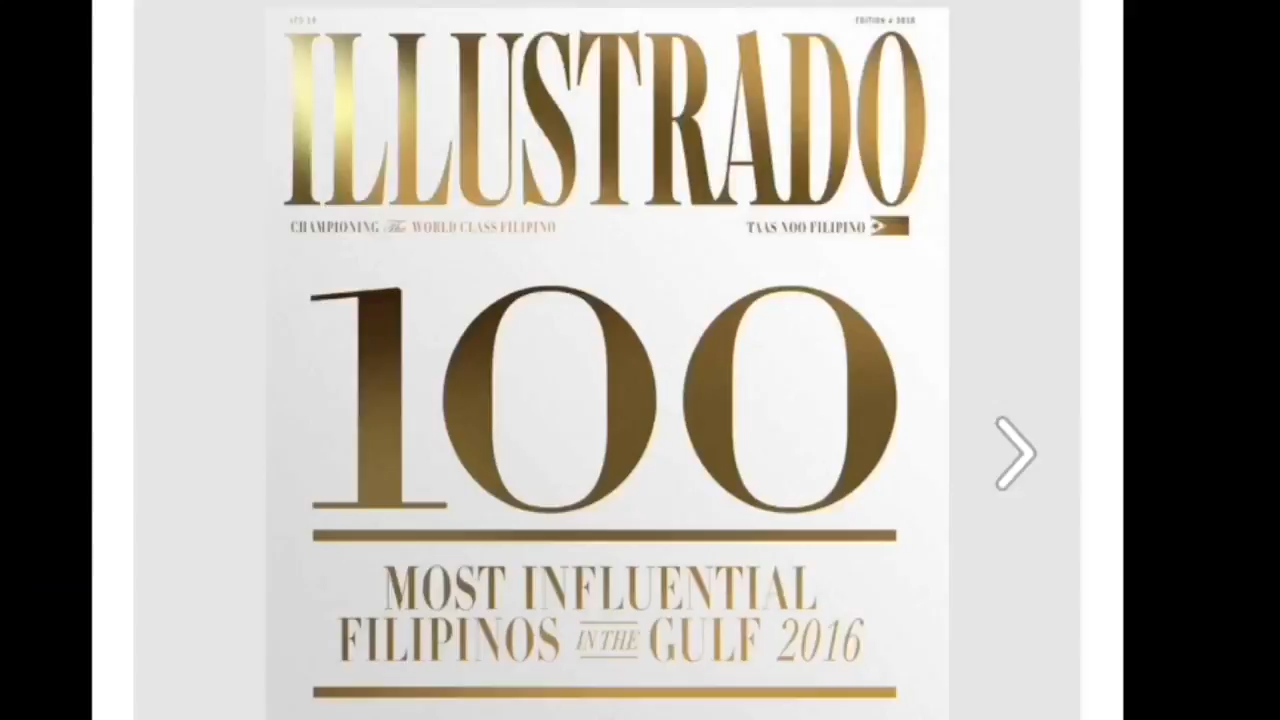 ILLUSTRADO
CHAMPIONING The WORLD CLASS FILIPINO
TAAS NOO FILIPINO
100
MOST INFLUENTIAL
FILIPINOS IN THE GULF 2016